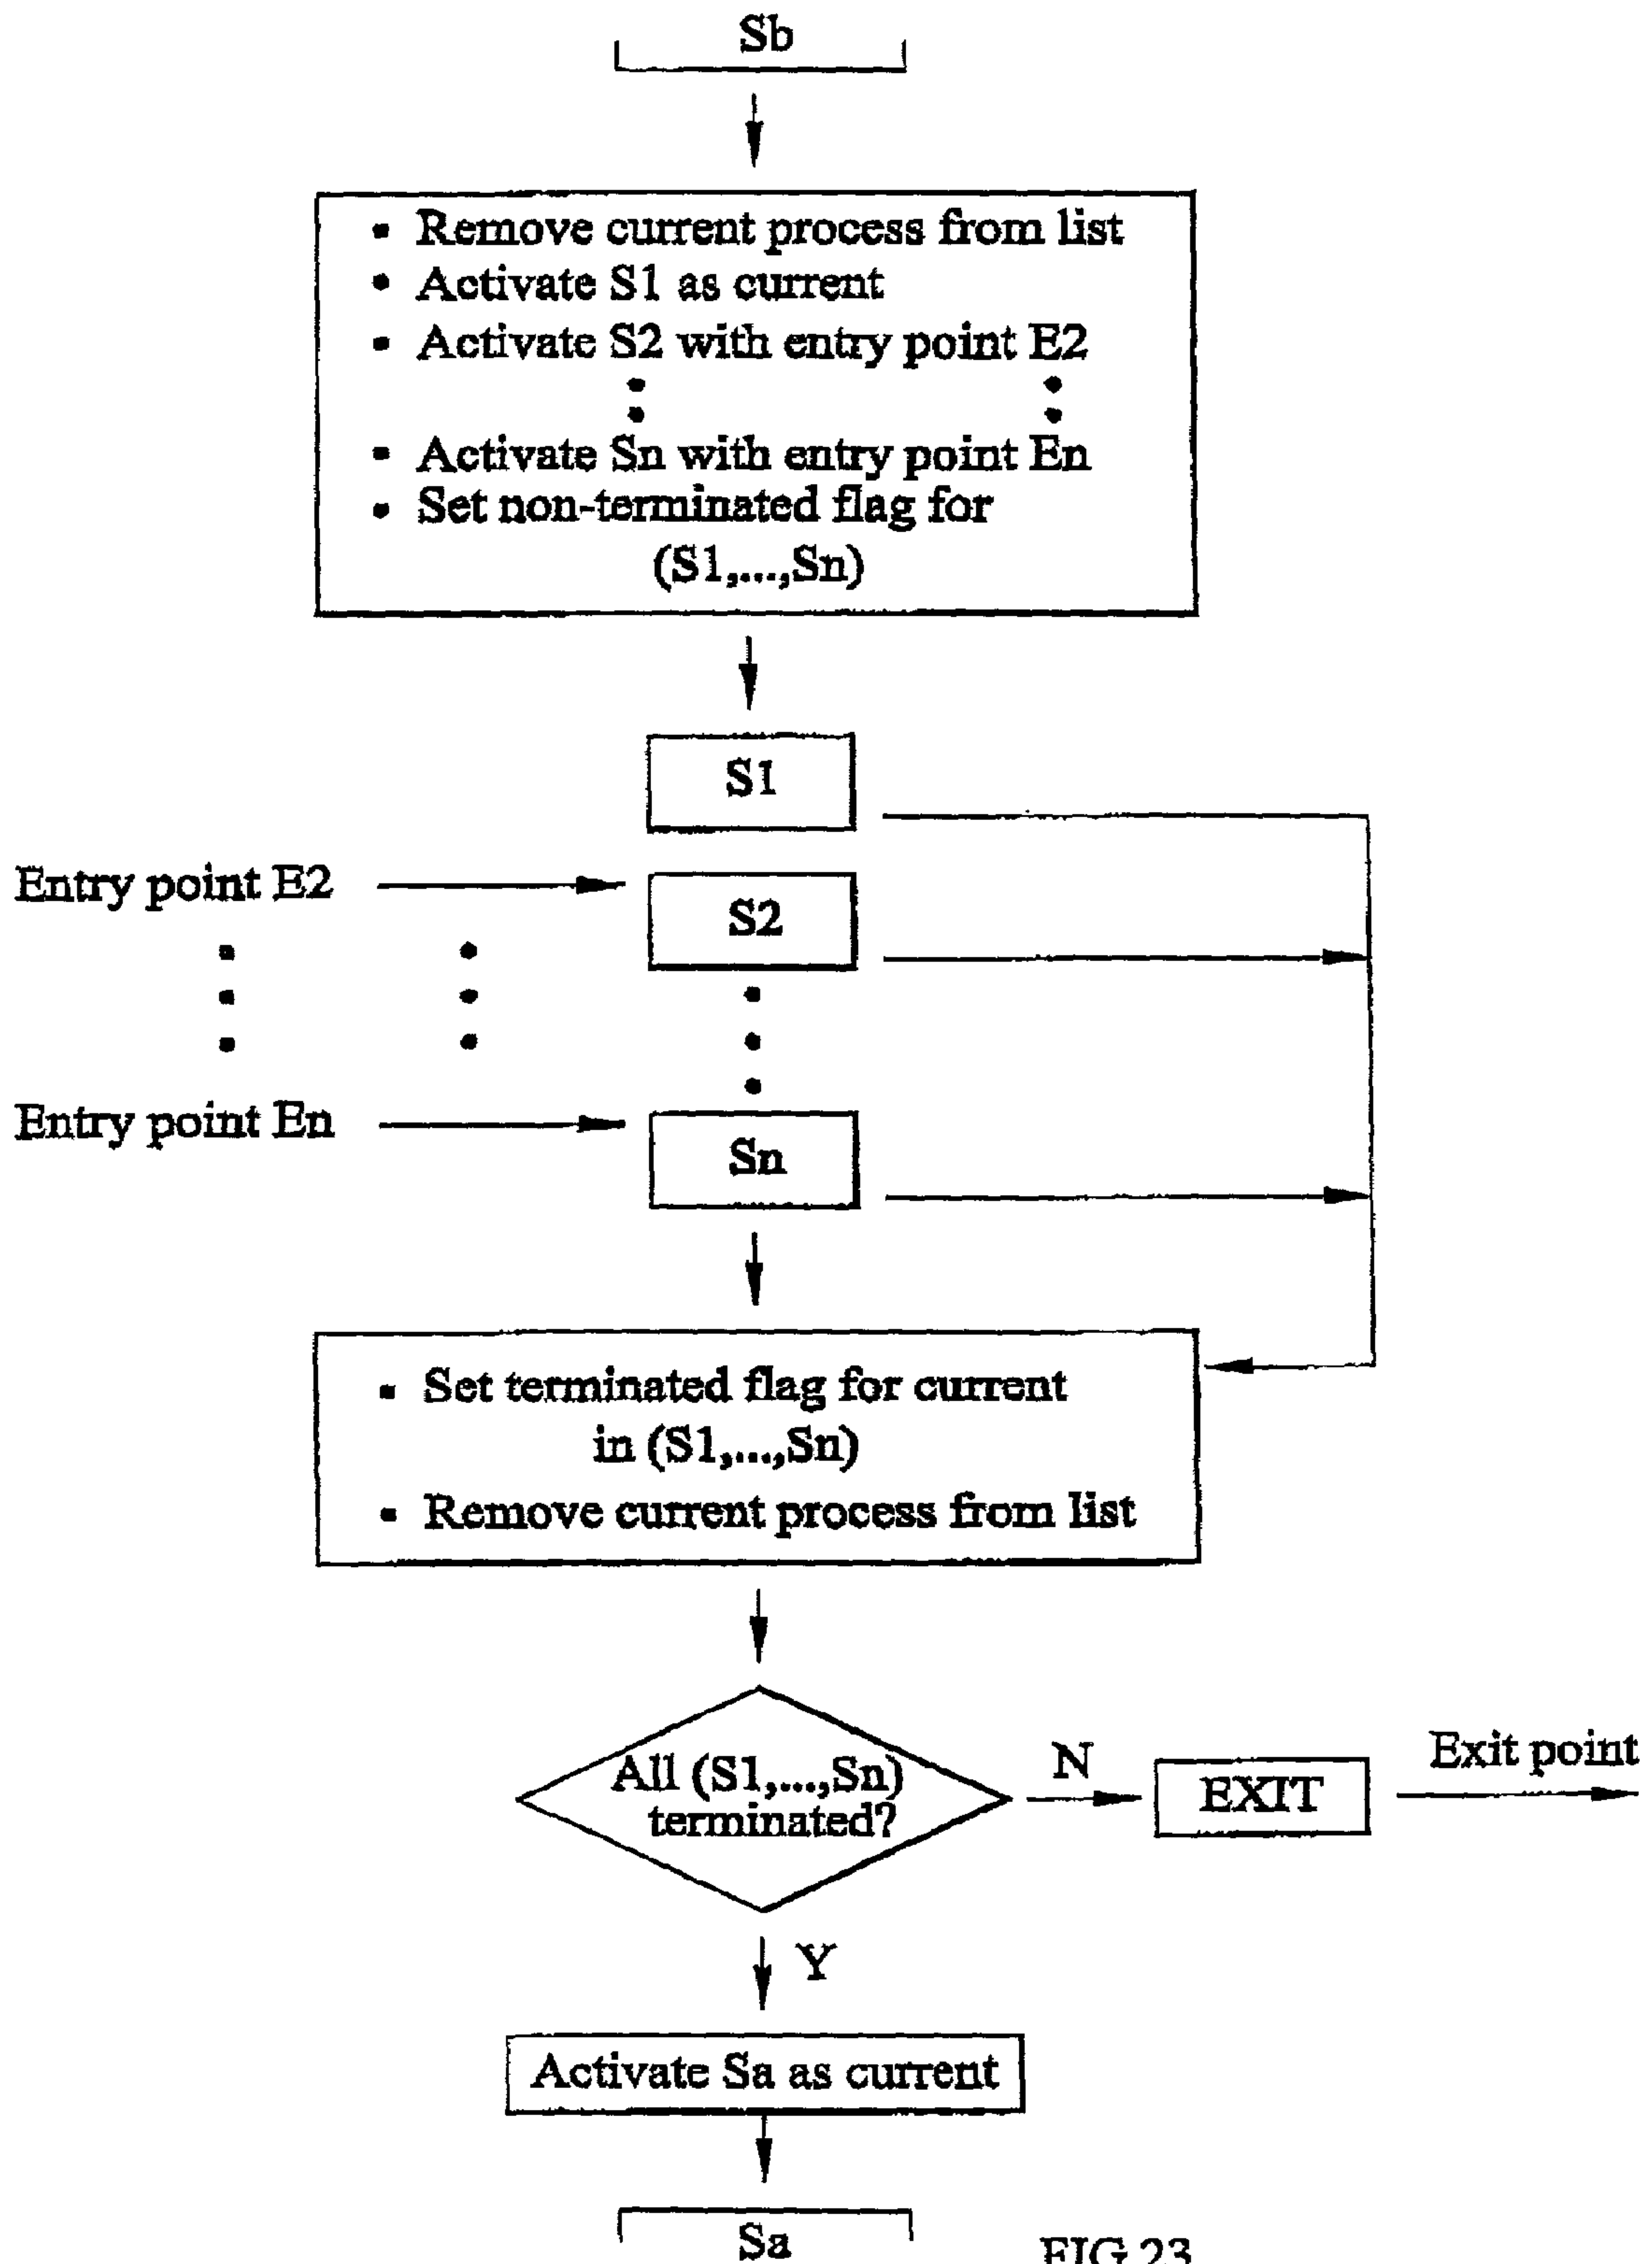 Sb
▪ Remove current process from list
• Activate S1 as current
▪ Activate S2 with entry point E2
▪ Activate Sn with entry point En
• Set non-terminated flag for
(S1,...,Sn)
S1
Entry point E2
S2
Entry point En
Sn
▪ Set terminated flag for current
in (S1,...,Sn)
▪ Remove current process from list
All (S1,...,Sn)
terminated?
N
EXIT
Exit point
Y
Activate Sa as current
Sa
FIG 23